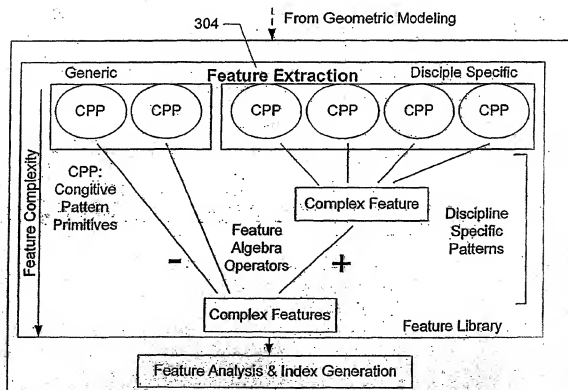 From Geometric Modeling
304
Generic
Feature Extraction
Disciple Specific
CPP
CPP
CPP
CPP
CPP
CPP
Feature Complexity
CPP:
Congitive
Pattern
Primitives
Complex Feature
Feature
Algebra
Operators
Discipline
Specific
Patterns
-
+
Complex Features
Feature Library
Feature Analysis & Index Generation